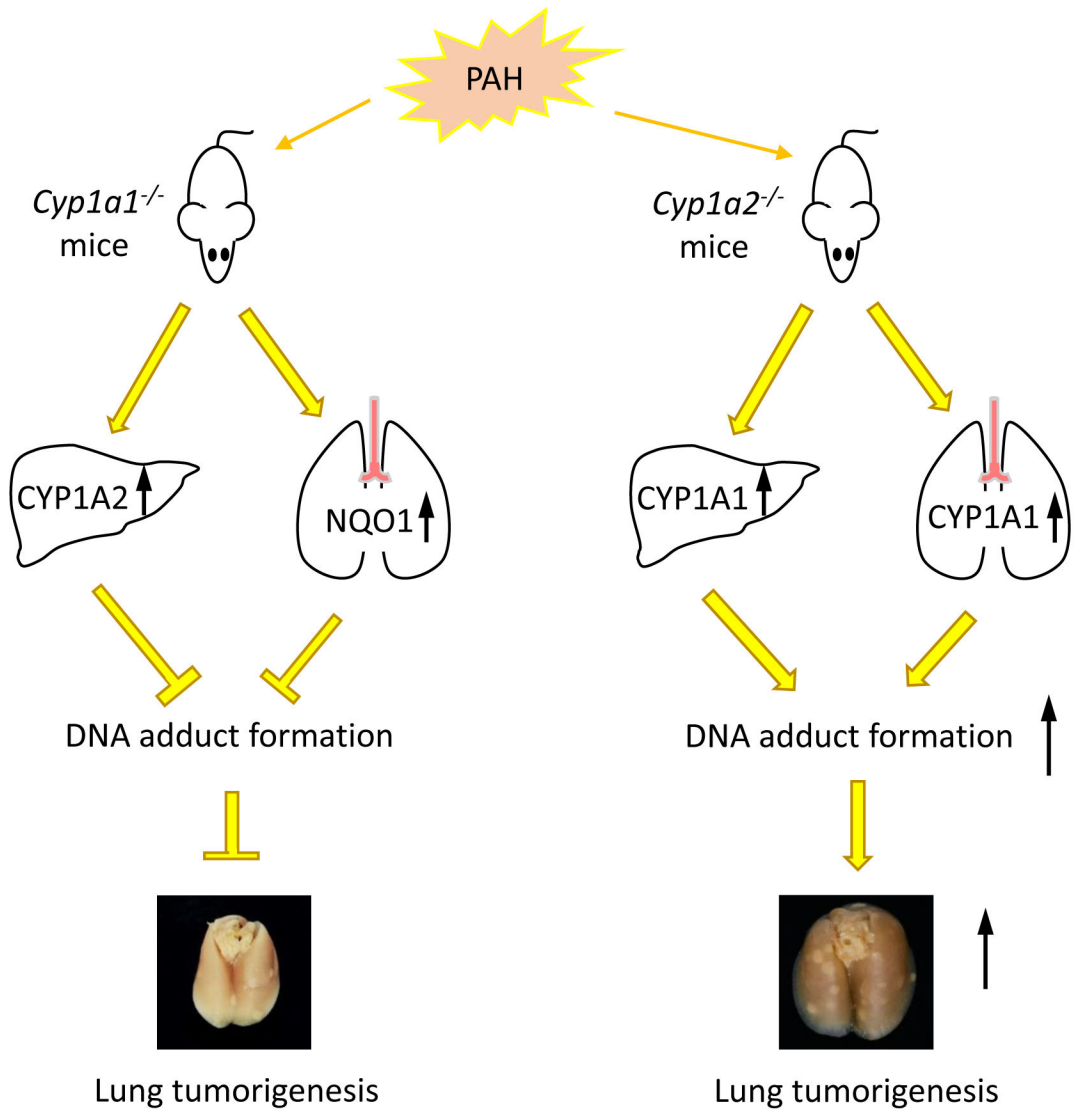 PAH
Cyp1a1-/-
mice
Cyp1a2-/-
mice
CYP1A2
NQO1
CYP1A1
CYP1A1
DNA adduct formation
DNA adduct formation
Lung tumorigenesis
Lung tumorigenesis